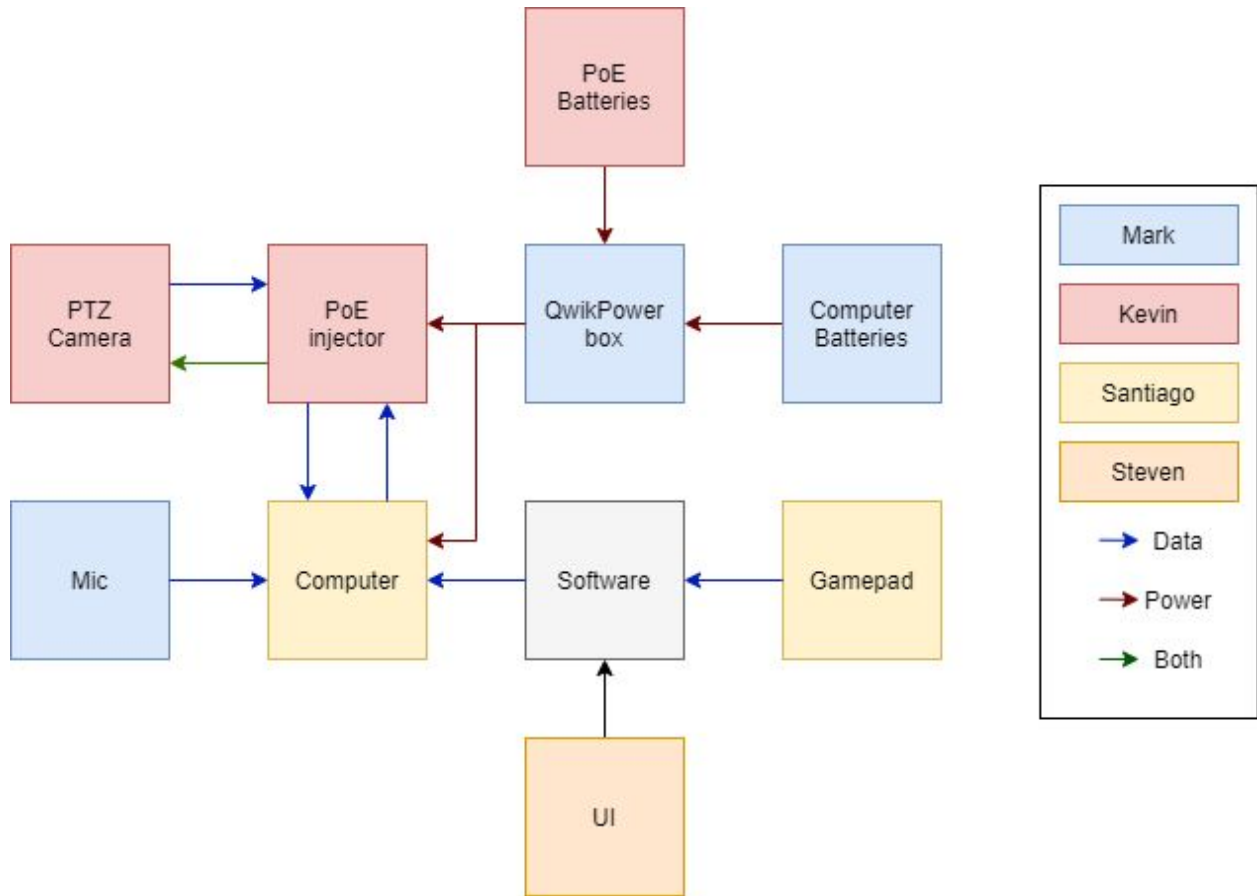 PoE
Batteries
PTZ
Camera
PoE
injector
QwikPower
box
Computer
Batteries
Mic
Computer
Software
Gamepad
UI
Mark
Kevin
Santiago
Steven
Data
Power
Both